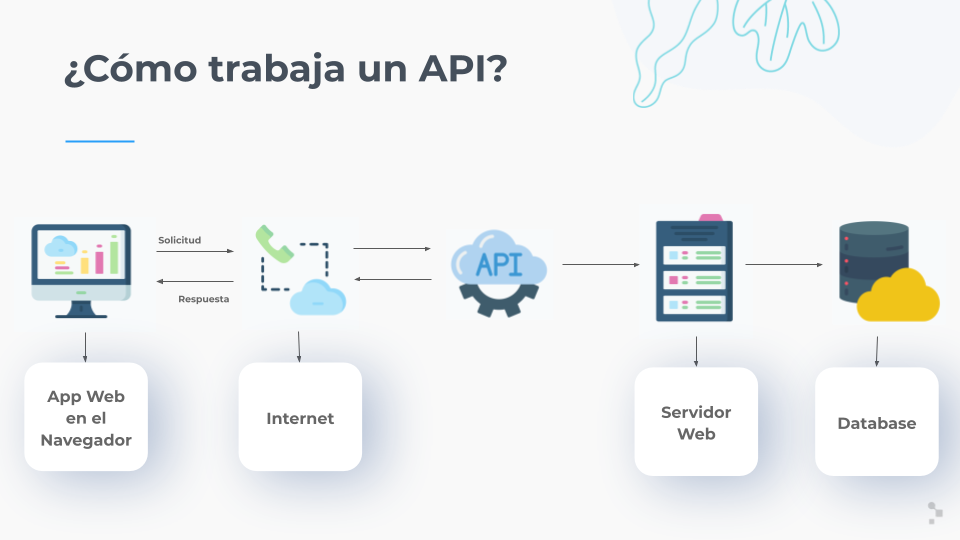 ¿Cómo trabaja un API?
Solicitud
Respuesta
API
App Web
en el
Navegador
Internet
Servidor
Web
Database